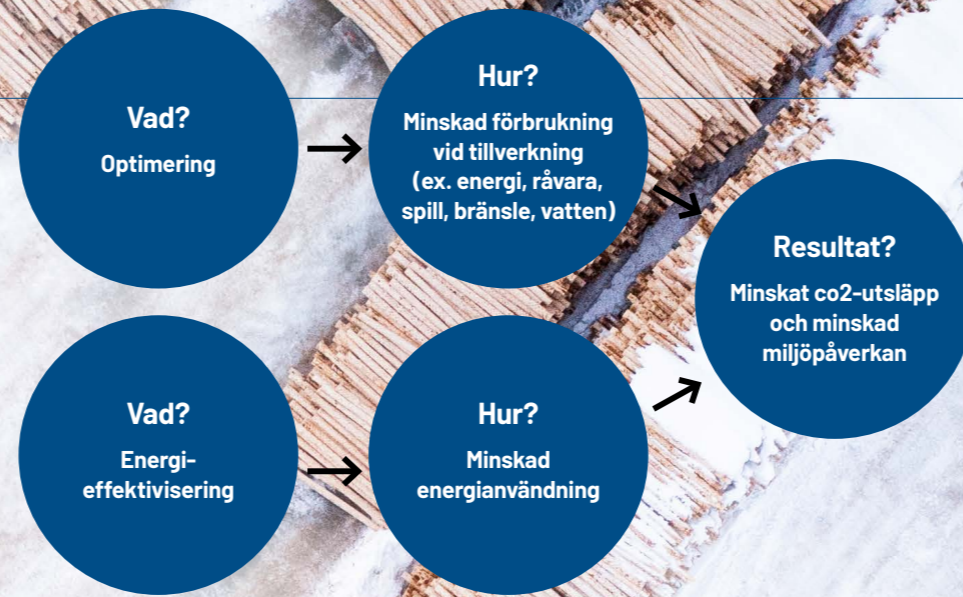 Vad?
Optimering
Hur?
Minskad förbrukning
vid tillverkning
(ex. energi, råvara,
spill, bränsle, vatten)
Vad?
Energi-
effektivisering
Hur?
Minskad
energianvändning
Resultat?
Minskat co2-utsläpp
och minskad
miljöpåverkan